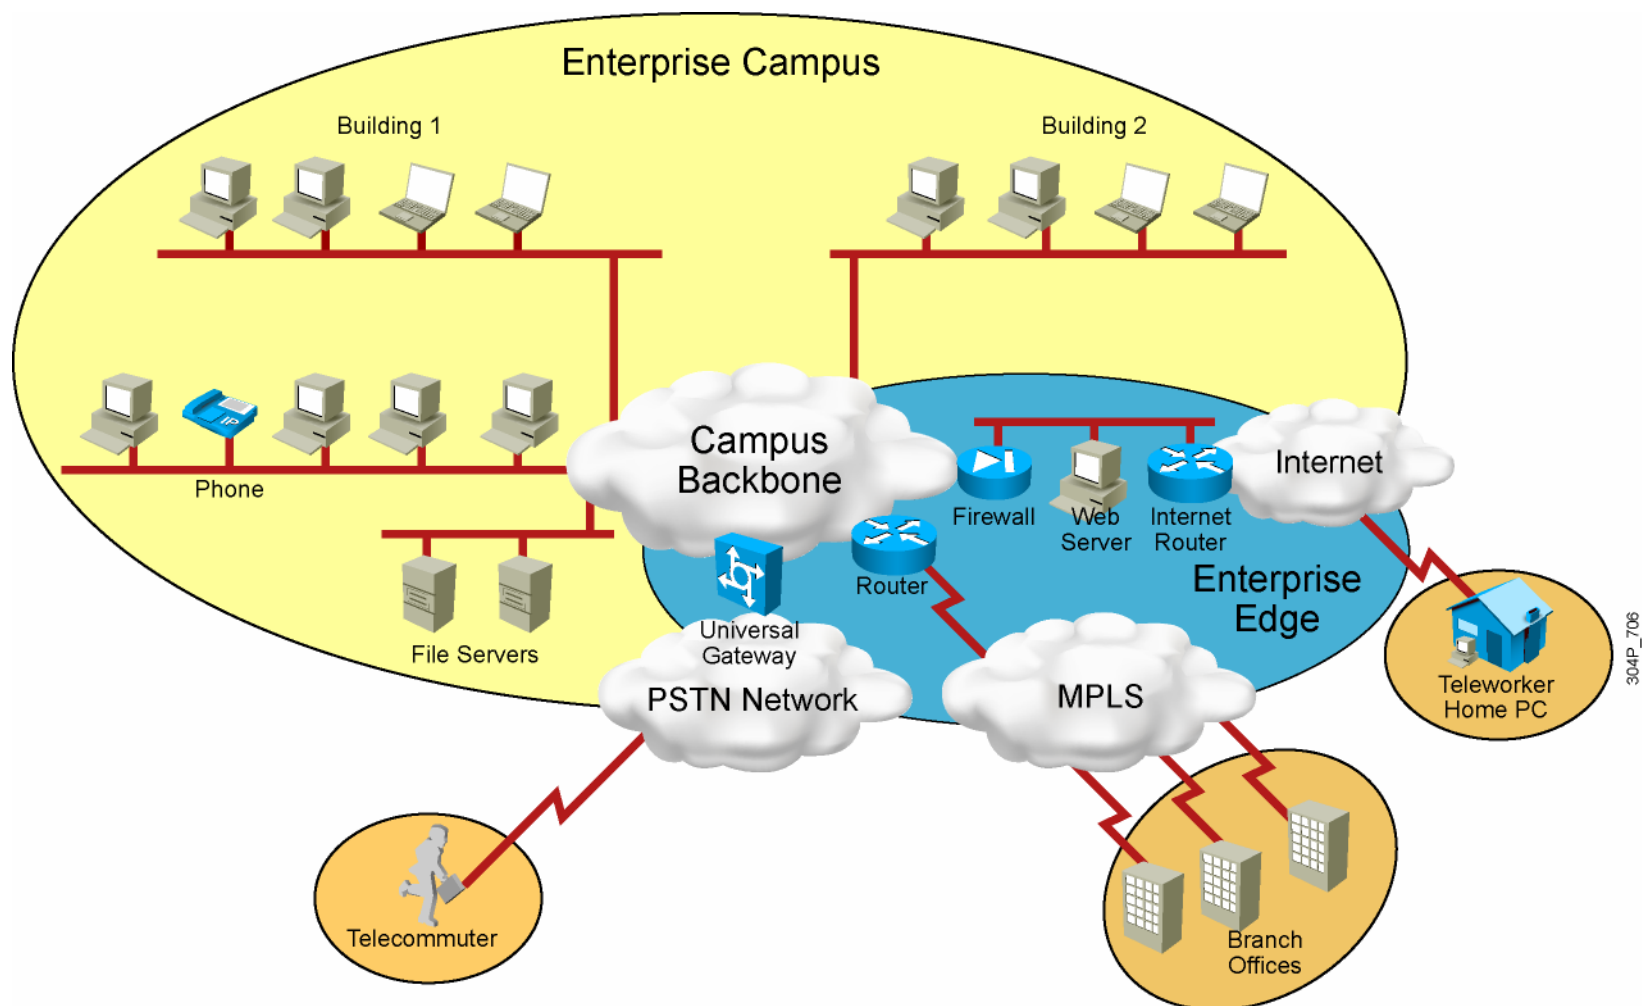 Enterprise Campus
Building 1
Building 2
IP
Phone
Campus
Backbone
Internet
Firewall
Web
Server
Internet
Router
Router
Enterprise
Edge
Universal
Gateway
File Servers
PSTN Network
MPLS
Teleworker
Home PC
304P_706
Telecommuter
Branch
Offices